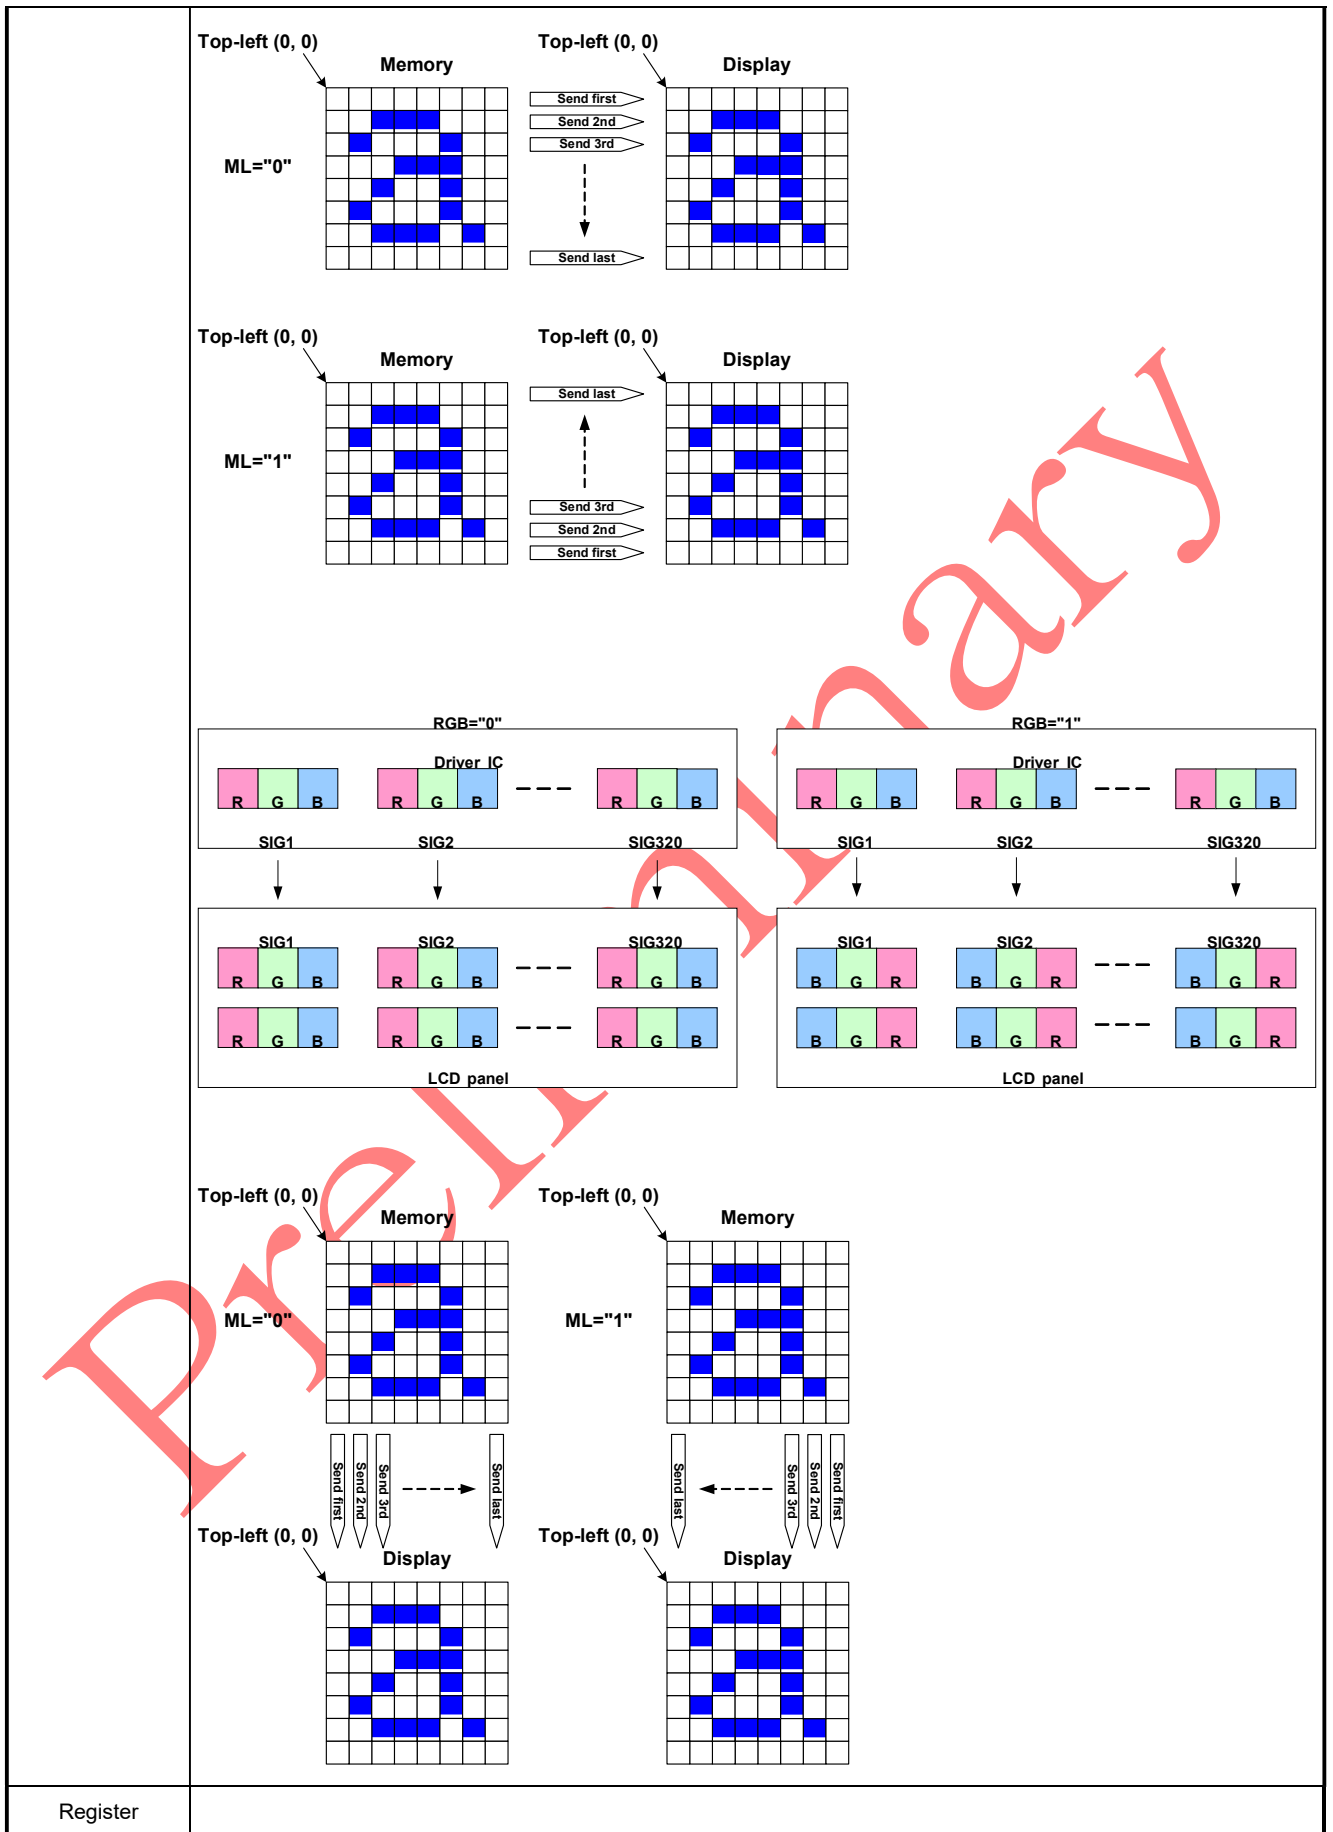 Top-left (0, 0) Top-left (0, 0)
Memory Display
Send first
Send 2nd
Send 3rd
ML="0"
Send last
Top-left (0, 0) Top-left (0, 0)
Memory Display
Send last
ML="1"
Send 3rd
Send 2nd
Send first
RGB="0" RGB="1"
Driver IC Driver IC
R G B R G B R G B R G B R G B R G B
SIG1 SIG2 SIG320 SIG1 SIG2 SIG320
SIG1 SIG2 SIG320 SIG1 SIG2 SIG320
R G B R G B R G B B G R B G R B G R
R G B R G B R G B B G R B G R B G R
LCD panel LCD panel
Top-left (0, 0) Top-left (0, 0)
Memory Memory
ML="0" ML="1"
Send first Send 2nd Send 3rd Send last Send last Send 3rd Send 2nd Send first
Top-left (0, 0) Top-left (0, 0)
Display Display
Register
Preliminary